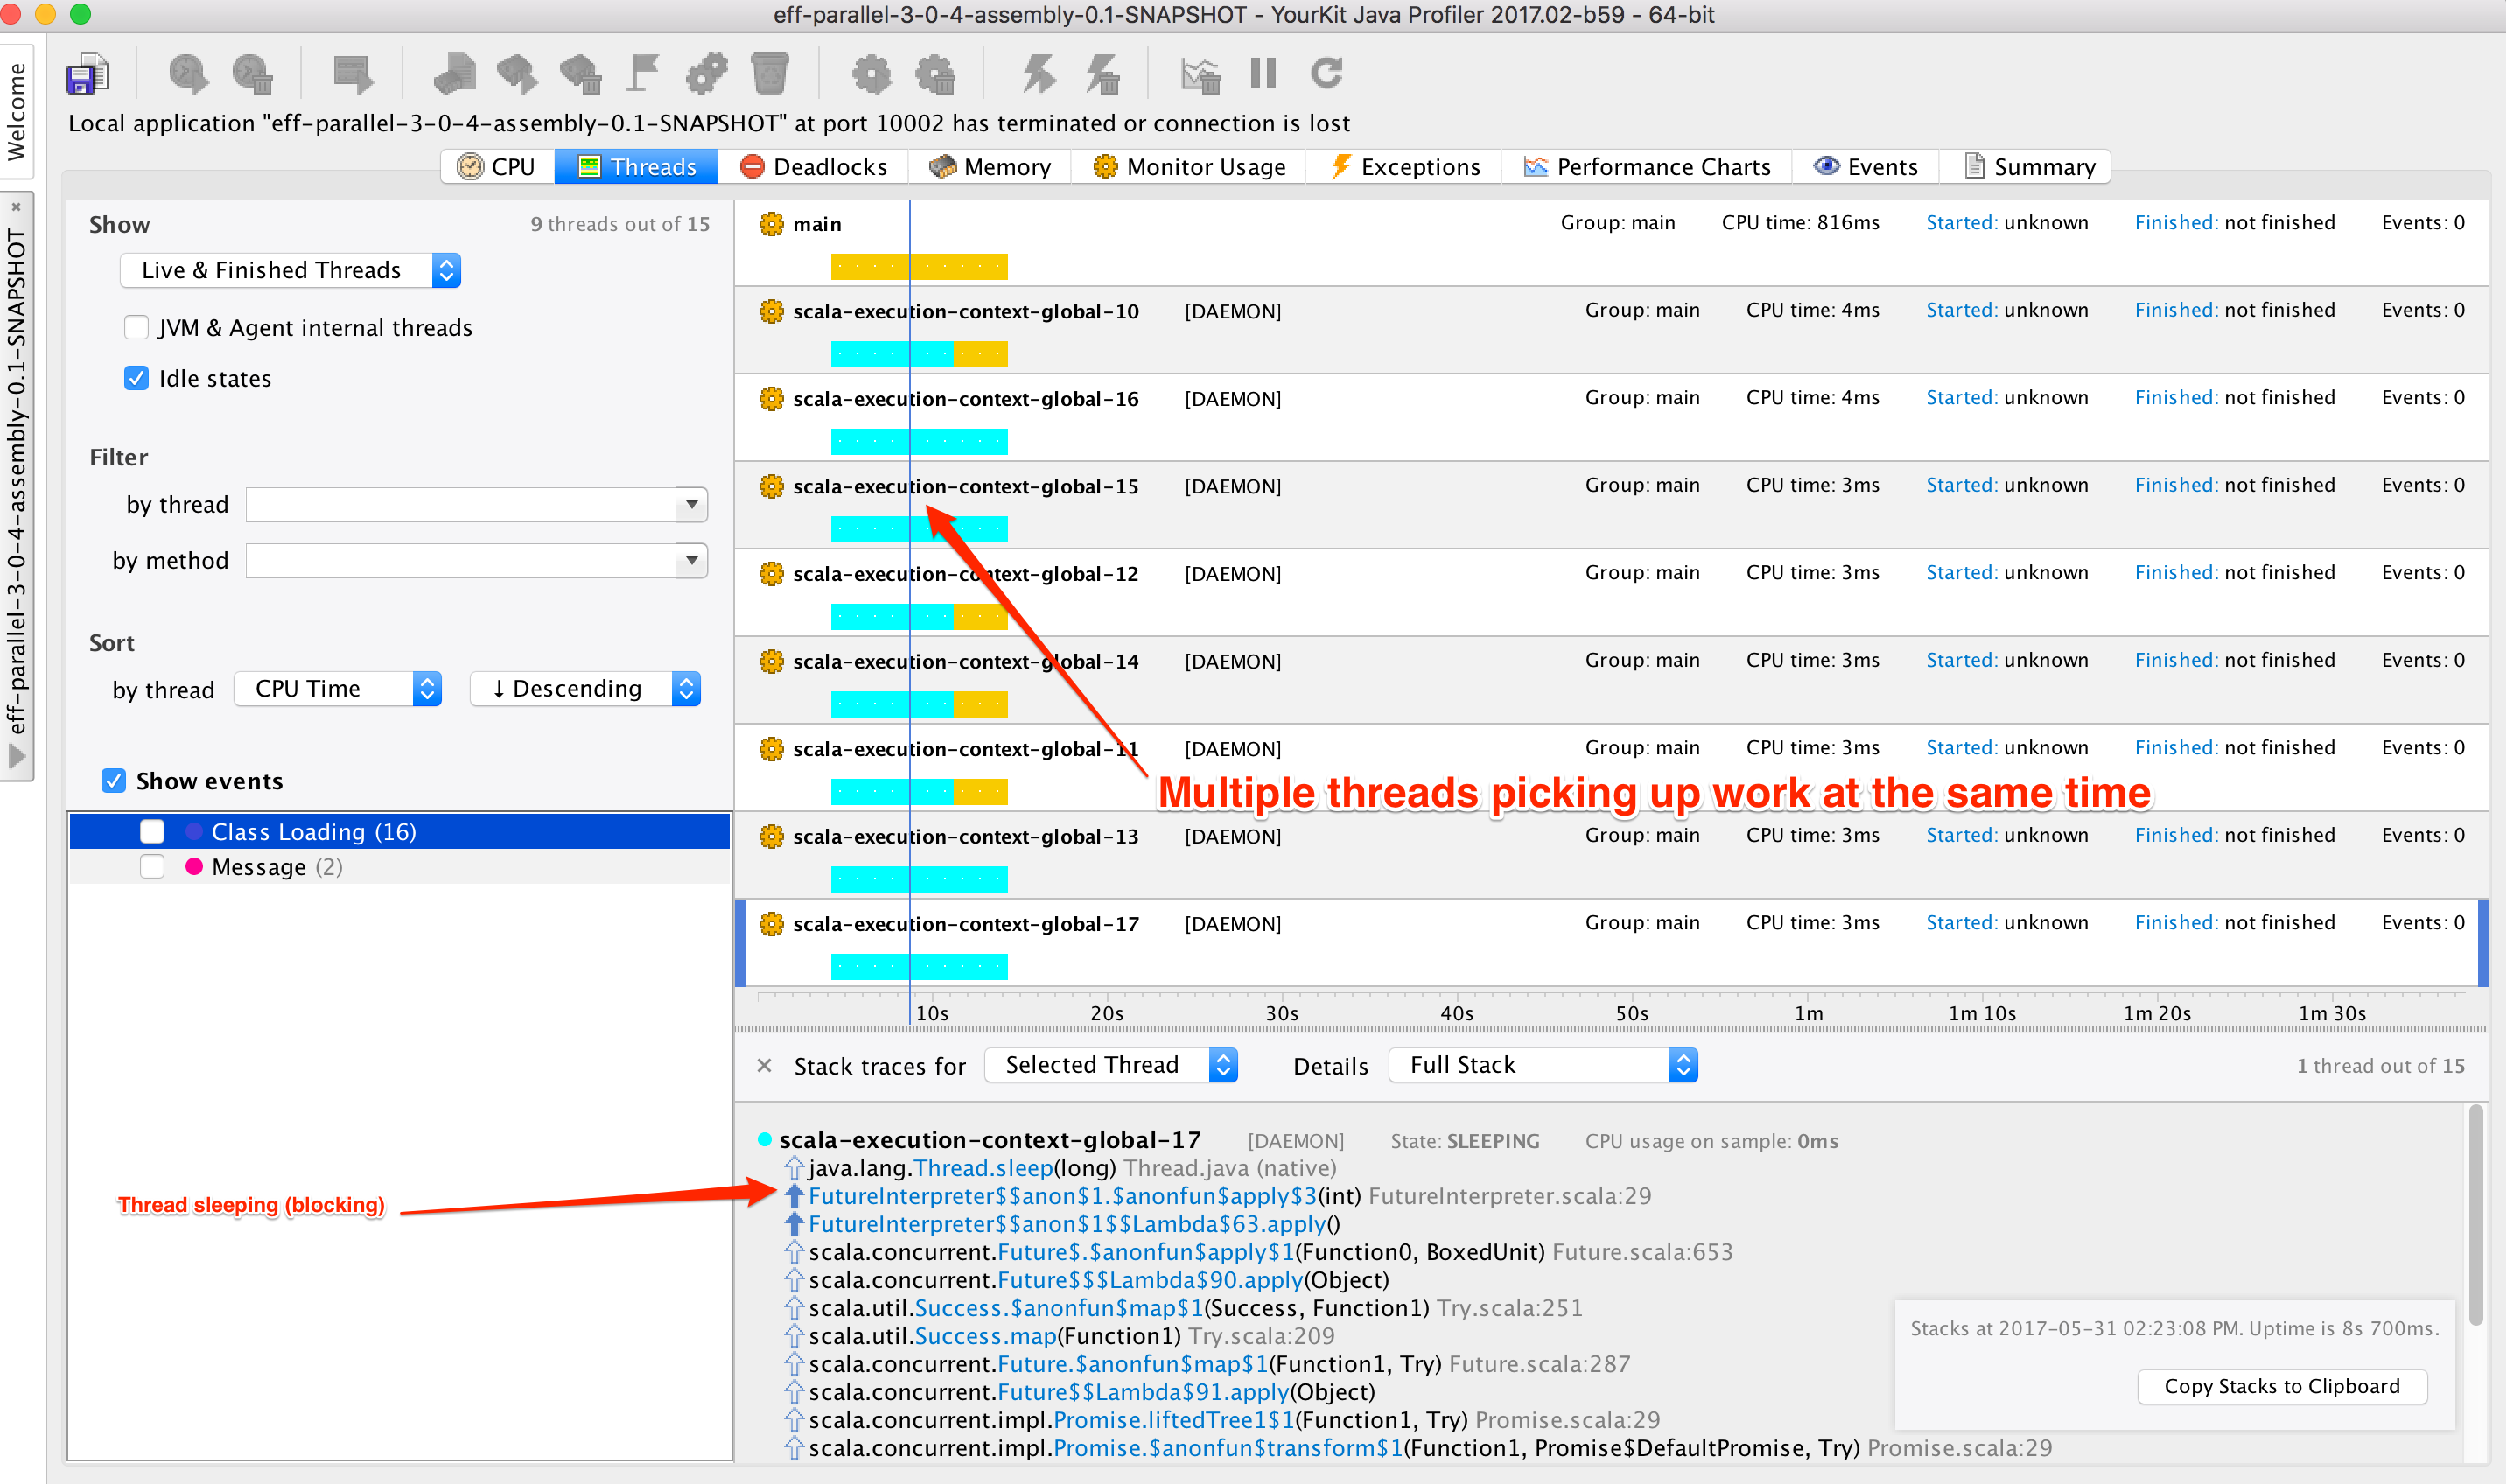 eff-parallel-3-0-4-assembly-0.1-SNAPSHOT - YourKit Java Profiler 2017.02-b59 - 64-bit
Welcome
eff-parallel-3-0-4-assembly-0.1-SNAPSHOT
Local application "eff-parallel-3-0-4-assembly-0.1-SNAPSHOT" at port 10002 has terminated or connection is lost
CPU Threads Deadlocks Memory Monitor Usage Exceptions Performance Charts Events Summary
Show 9 threads out of 15
Live & Finished Threads
JVM & Agent internal threads
Idle states
Filter
by thread
by method
Sort
by thread CPU Time ↓ Descending
Show events
Class Loading (16)
Message (2)
main Group: main CPU time: 816ms Started: unknown Finished: not finished Events: 0
scala-execution-context-global-10 [DAEMON] Group: main CPU time: 4ms Started: unknown Finished: not finished Events: 0
scala-execution-context-global-16 [DAEMON] Group: main CPU time: 4ms Started: unknown Finished: not finished Events: 0
scala-execution-context-global-15 [DAEMON] Group: main CPU time: 3ms Started: unknown Finished: not finished Events: 0
scala-execution-context-global-12 [DAEMON] Group: main CPU time: 3ms Started: unknown Finished: not finished Events: 0
scala-execution-context-global-14 [DAEMON] Group: main CPU time: 3ms Started: unknown Finished: not finished Events: 0
scala-execution-context-global-11 [DAEMON] Group: main CPU time: 3ms Started: unknown Finished: not finished Events: 0
Multiple threads picking up work at the same time
scala-execution-context-global-13 [DAEMON] Group: main CPU time: 3ms Started: unknown Finished: not finished Events: 0
scala-execution-context-global-17 [DAEMON] Group: main CPU time: 3ms Started: unknown Finished: not finished Events: 0
10s 20s 30s 40s 50s 1m 1m 10s 1m 20s 1m 30s
Stack traces for Selected Thread Details Full Stack 1 thread out of 15
scala-execution-context-global-17 [DAEMON] State: SLEEPING CPU usage on sample: 0ms
java.lang.Thread.sleep(long) Thread.java (native)
Thread sleeping (blocking)
FutureInterpreter$$anon$1.$anonfun$apply$3(int) FutureInterpreter.scala:29
FutureInterpreter$$anon$1$$Lambda$63.apply()
scala.concurrent.Future$.$anonfun$apply$1(Function0, BoxedUnit) Future.scala:653
scala.concurrent.Future$$$Lambda$90.apply(Object)
scala.util.Success.$anonfun$map$1(Success, Function1) Try.scala:251
scala.util.Success.map(Function1) Try.scala:209
scala.concurrent.Future.$anonfun$map$1(Function1, Try) Future.scala:287
scala.concurrent.Future$$Lambda$91.apply(Object)
scala.concurrent.impl.Promise.liftedTree1$1(Function1, Try) Promise.scala:29
scala.concurrent.impl.Promise.$anonfun$transform$1(Function1, Promise$DefaultPromise, Try) Promise.scala:29
Stacks at 2017-05-31 02:23:08 PM. Uptime is 8s 700ms.
Copy Stacks to Clipboard